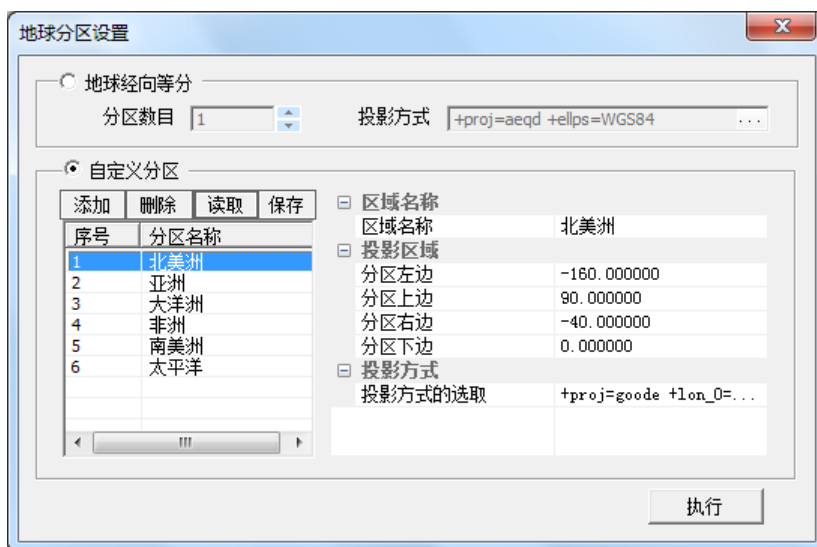 地球分区设置
地球经向等分
分区数目 1 投影方式 +proj=aeqd +ellps=WGS84 ...
自定义分区
添加 删除 读取 保存
序号 分区名称
1 北美洲
2 亚洲
3 大洋洲
4 非洲
5 南美洲
6 太平洋
区域名称
区域名称 北美洲
投影区域
分区左边 -160.000000
分区上边 90.000000
分区右边 -40.000000
分区下边 0.000000
投影方式
投影方式的选取 +proj=goode +lon_0=...
执行